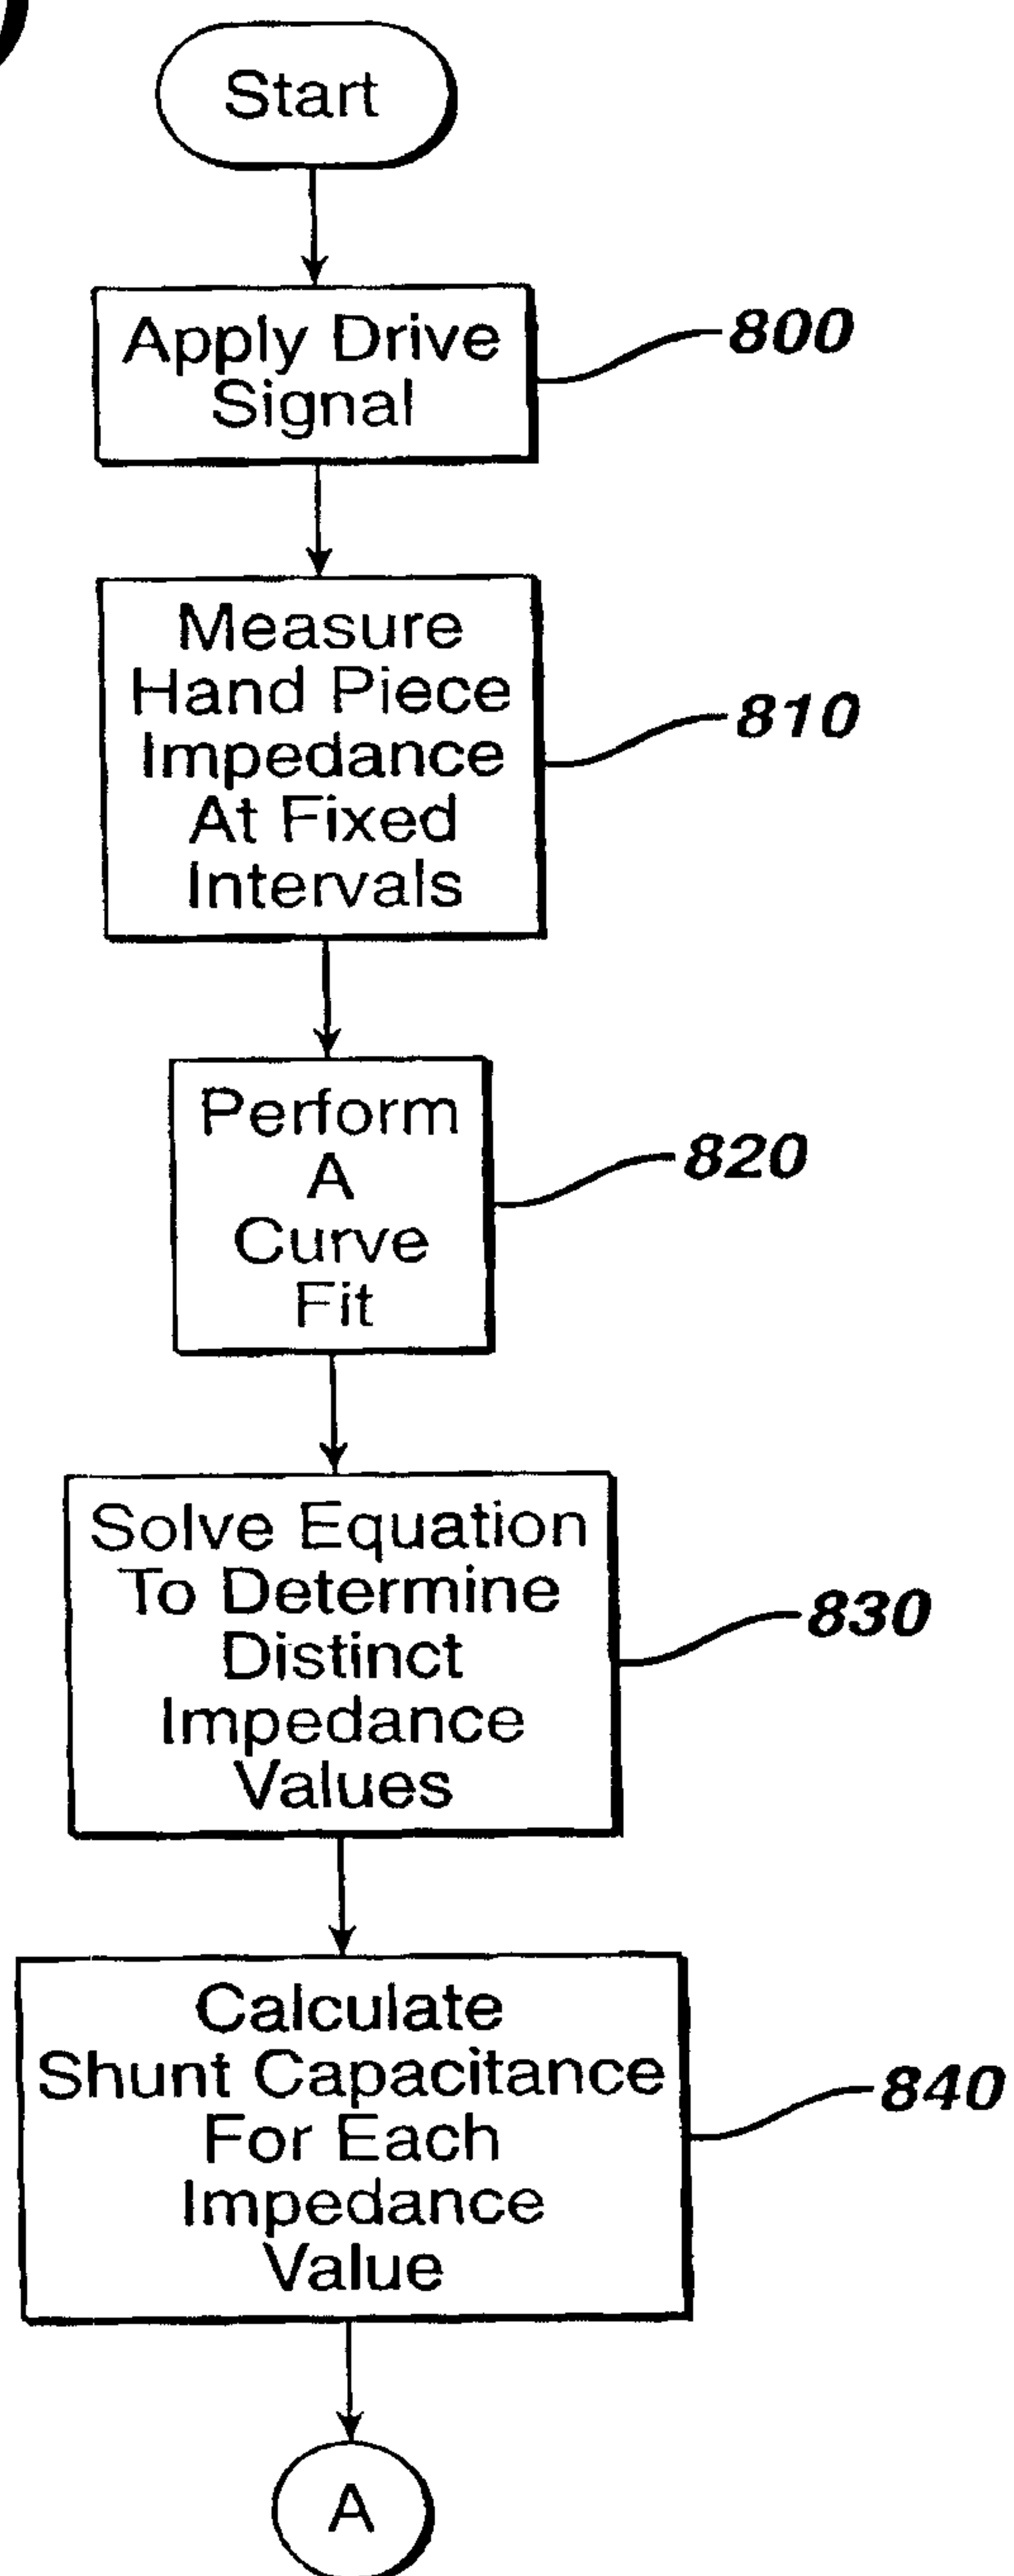 Start
Apply Drive
Signal
800
Measure
Hand Piece
Impedance
At Fixed
Intervals
810
Perform
A
Curve
Fit
820
Solve Equation
To Determine
Distinct
Impedance
Values
830
Calculate
Shunt Capacitance
For Each
Impedance
Value
840
A